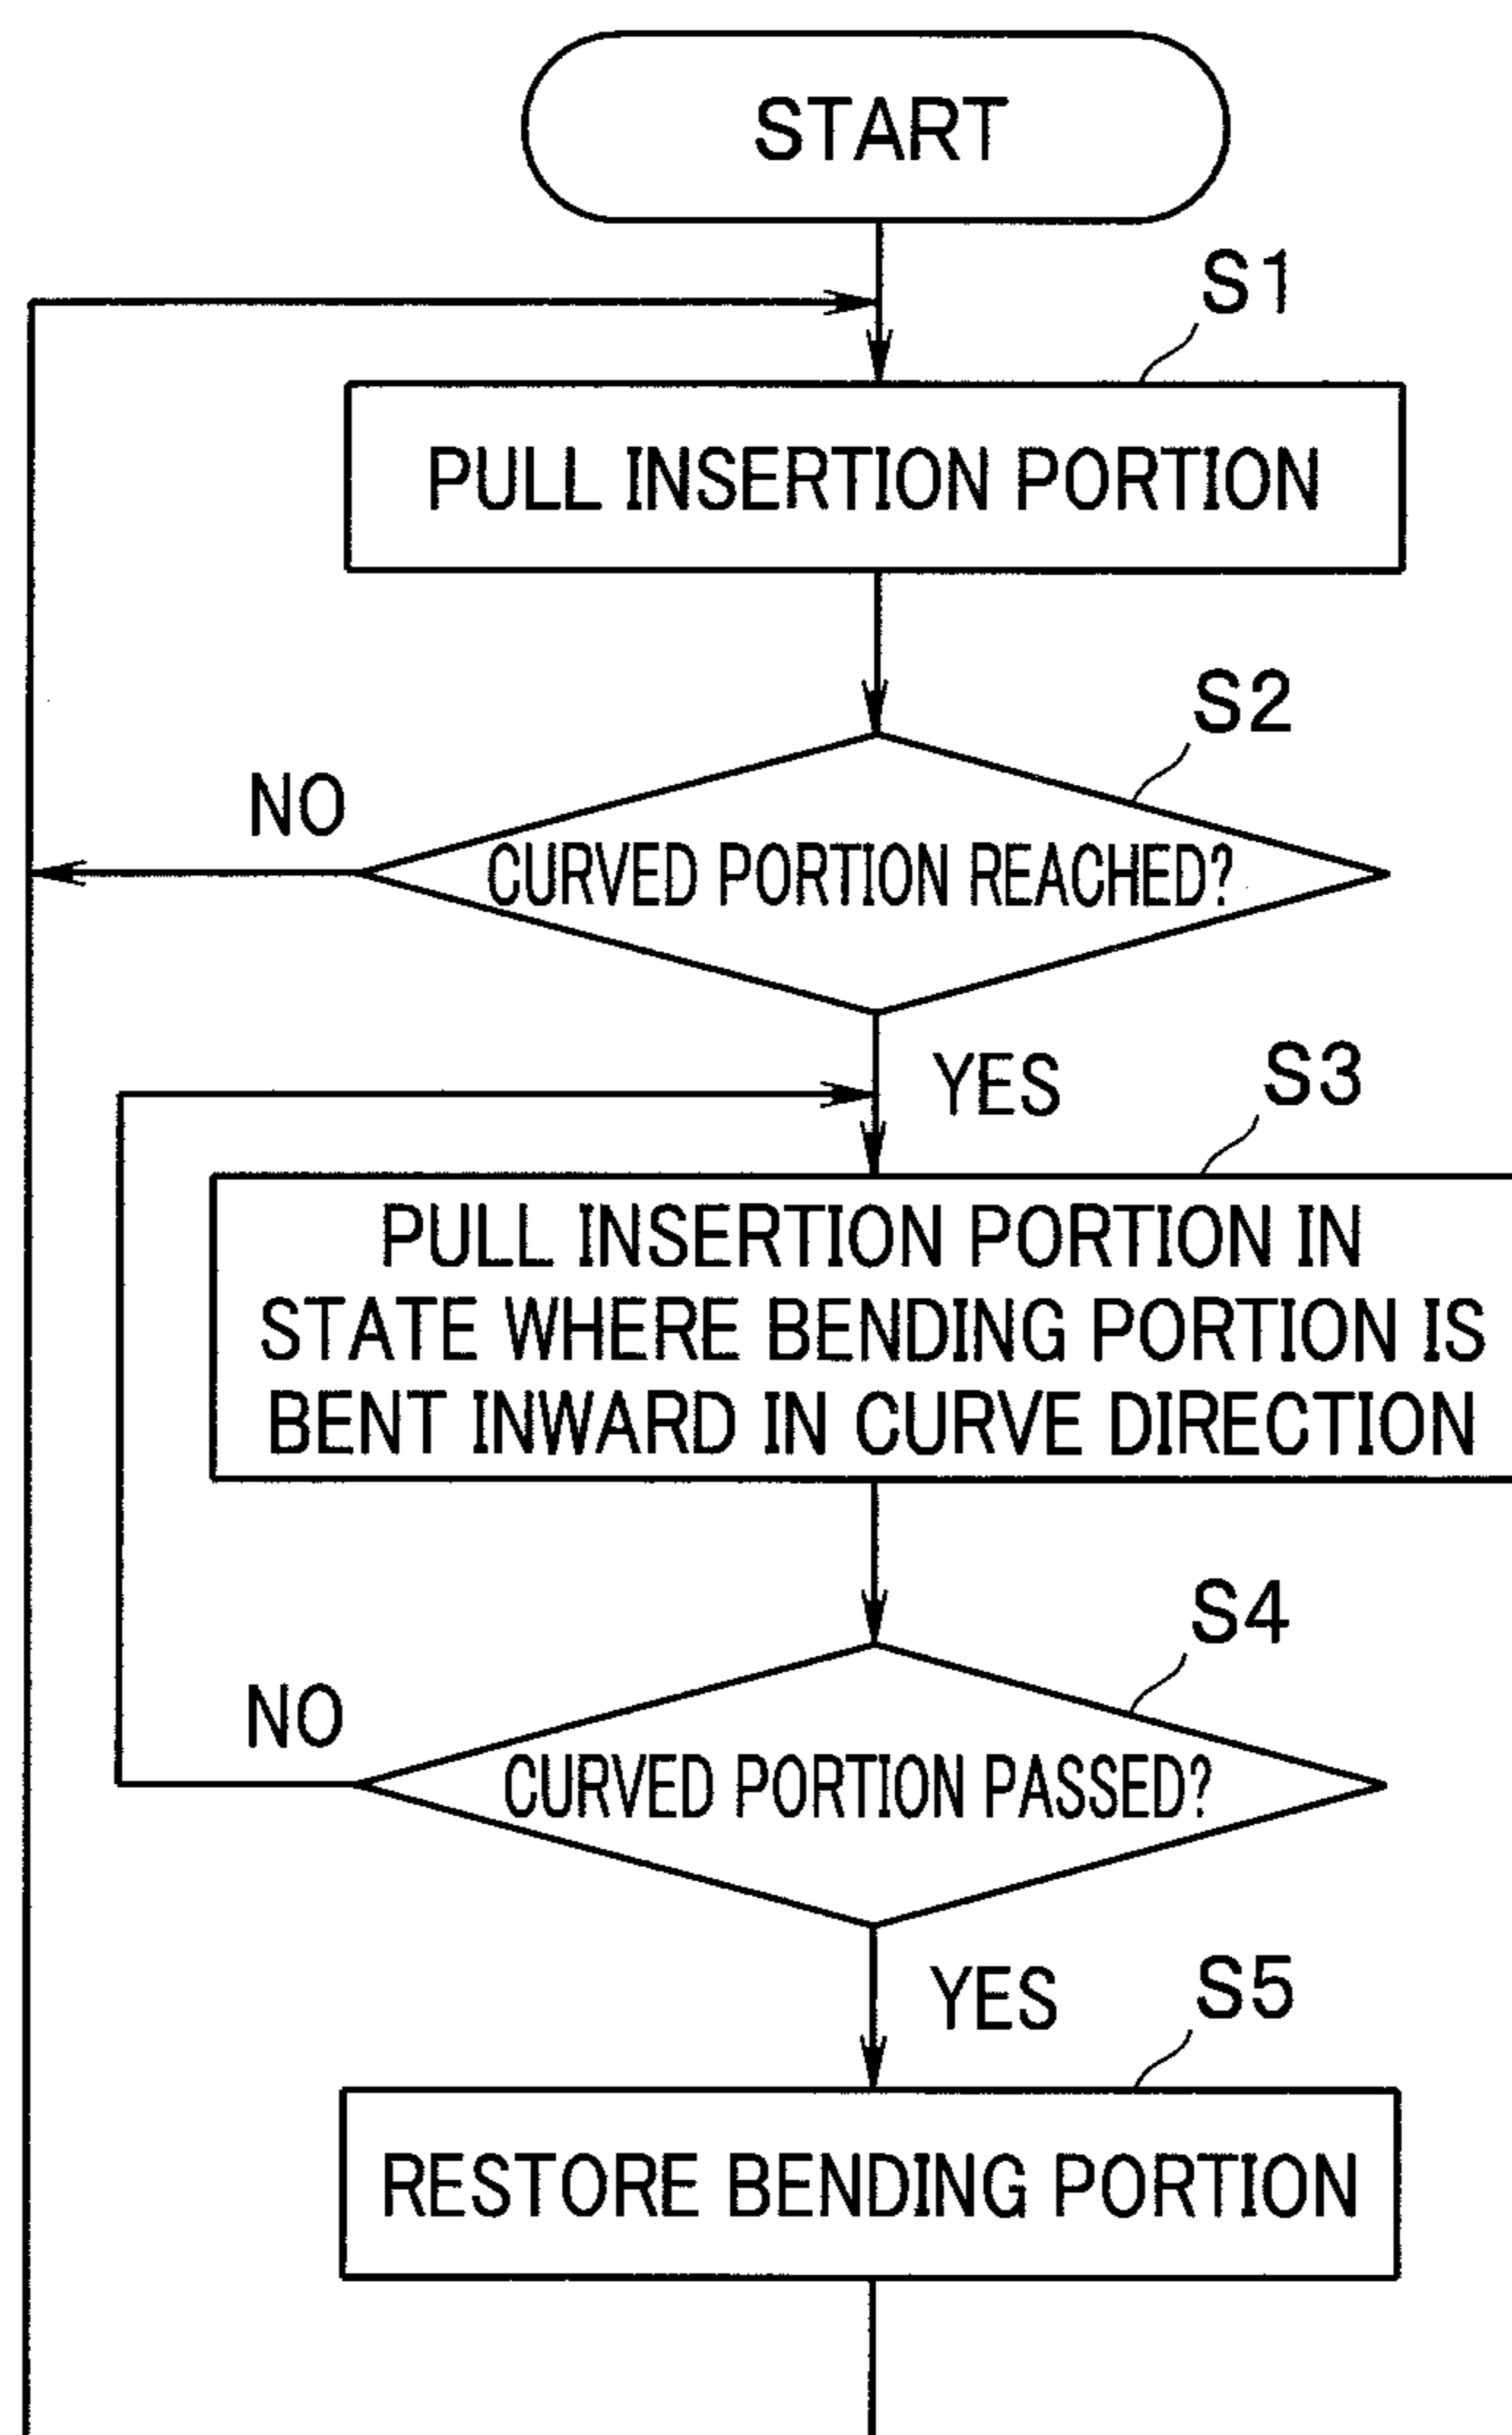 START
S1
PULL INSERTION PORTION
S2
NO
CURVED PORTION REACHED?
YES
S3
PULL INSERTION PORTION IN
STATE WHERE BENDING PORTION IS
BENT INWARD IN CURVE DIRECTION
S4
NO
CURVED PORTION PASSED?
YES
S5
RESTORE BENDING PORTION